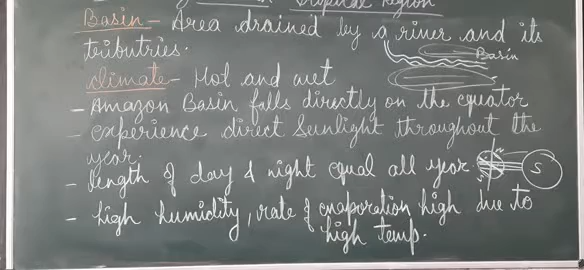 Tropical Region
Basin - Area drained by a river and its
tributries.
Basin
climate - Hot and wet
- Amazon Basin falls directly on the equator
- experience direct Sunlight throughout the
year.
- length of day & night equal all year.
S
- high humidity, rate of evaporation high due to
high temp.